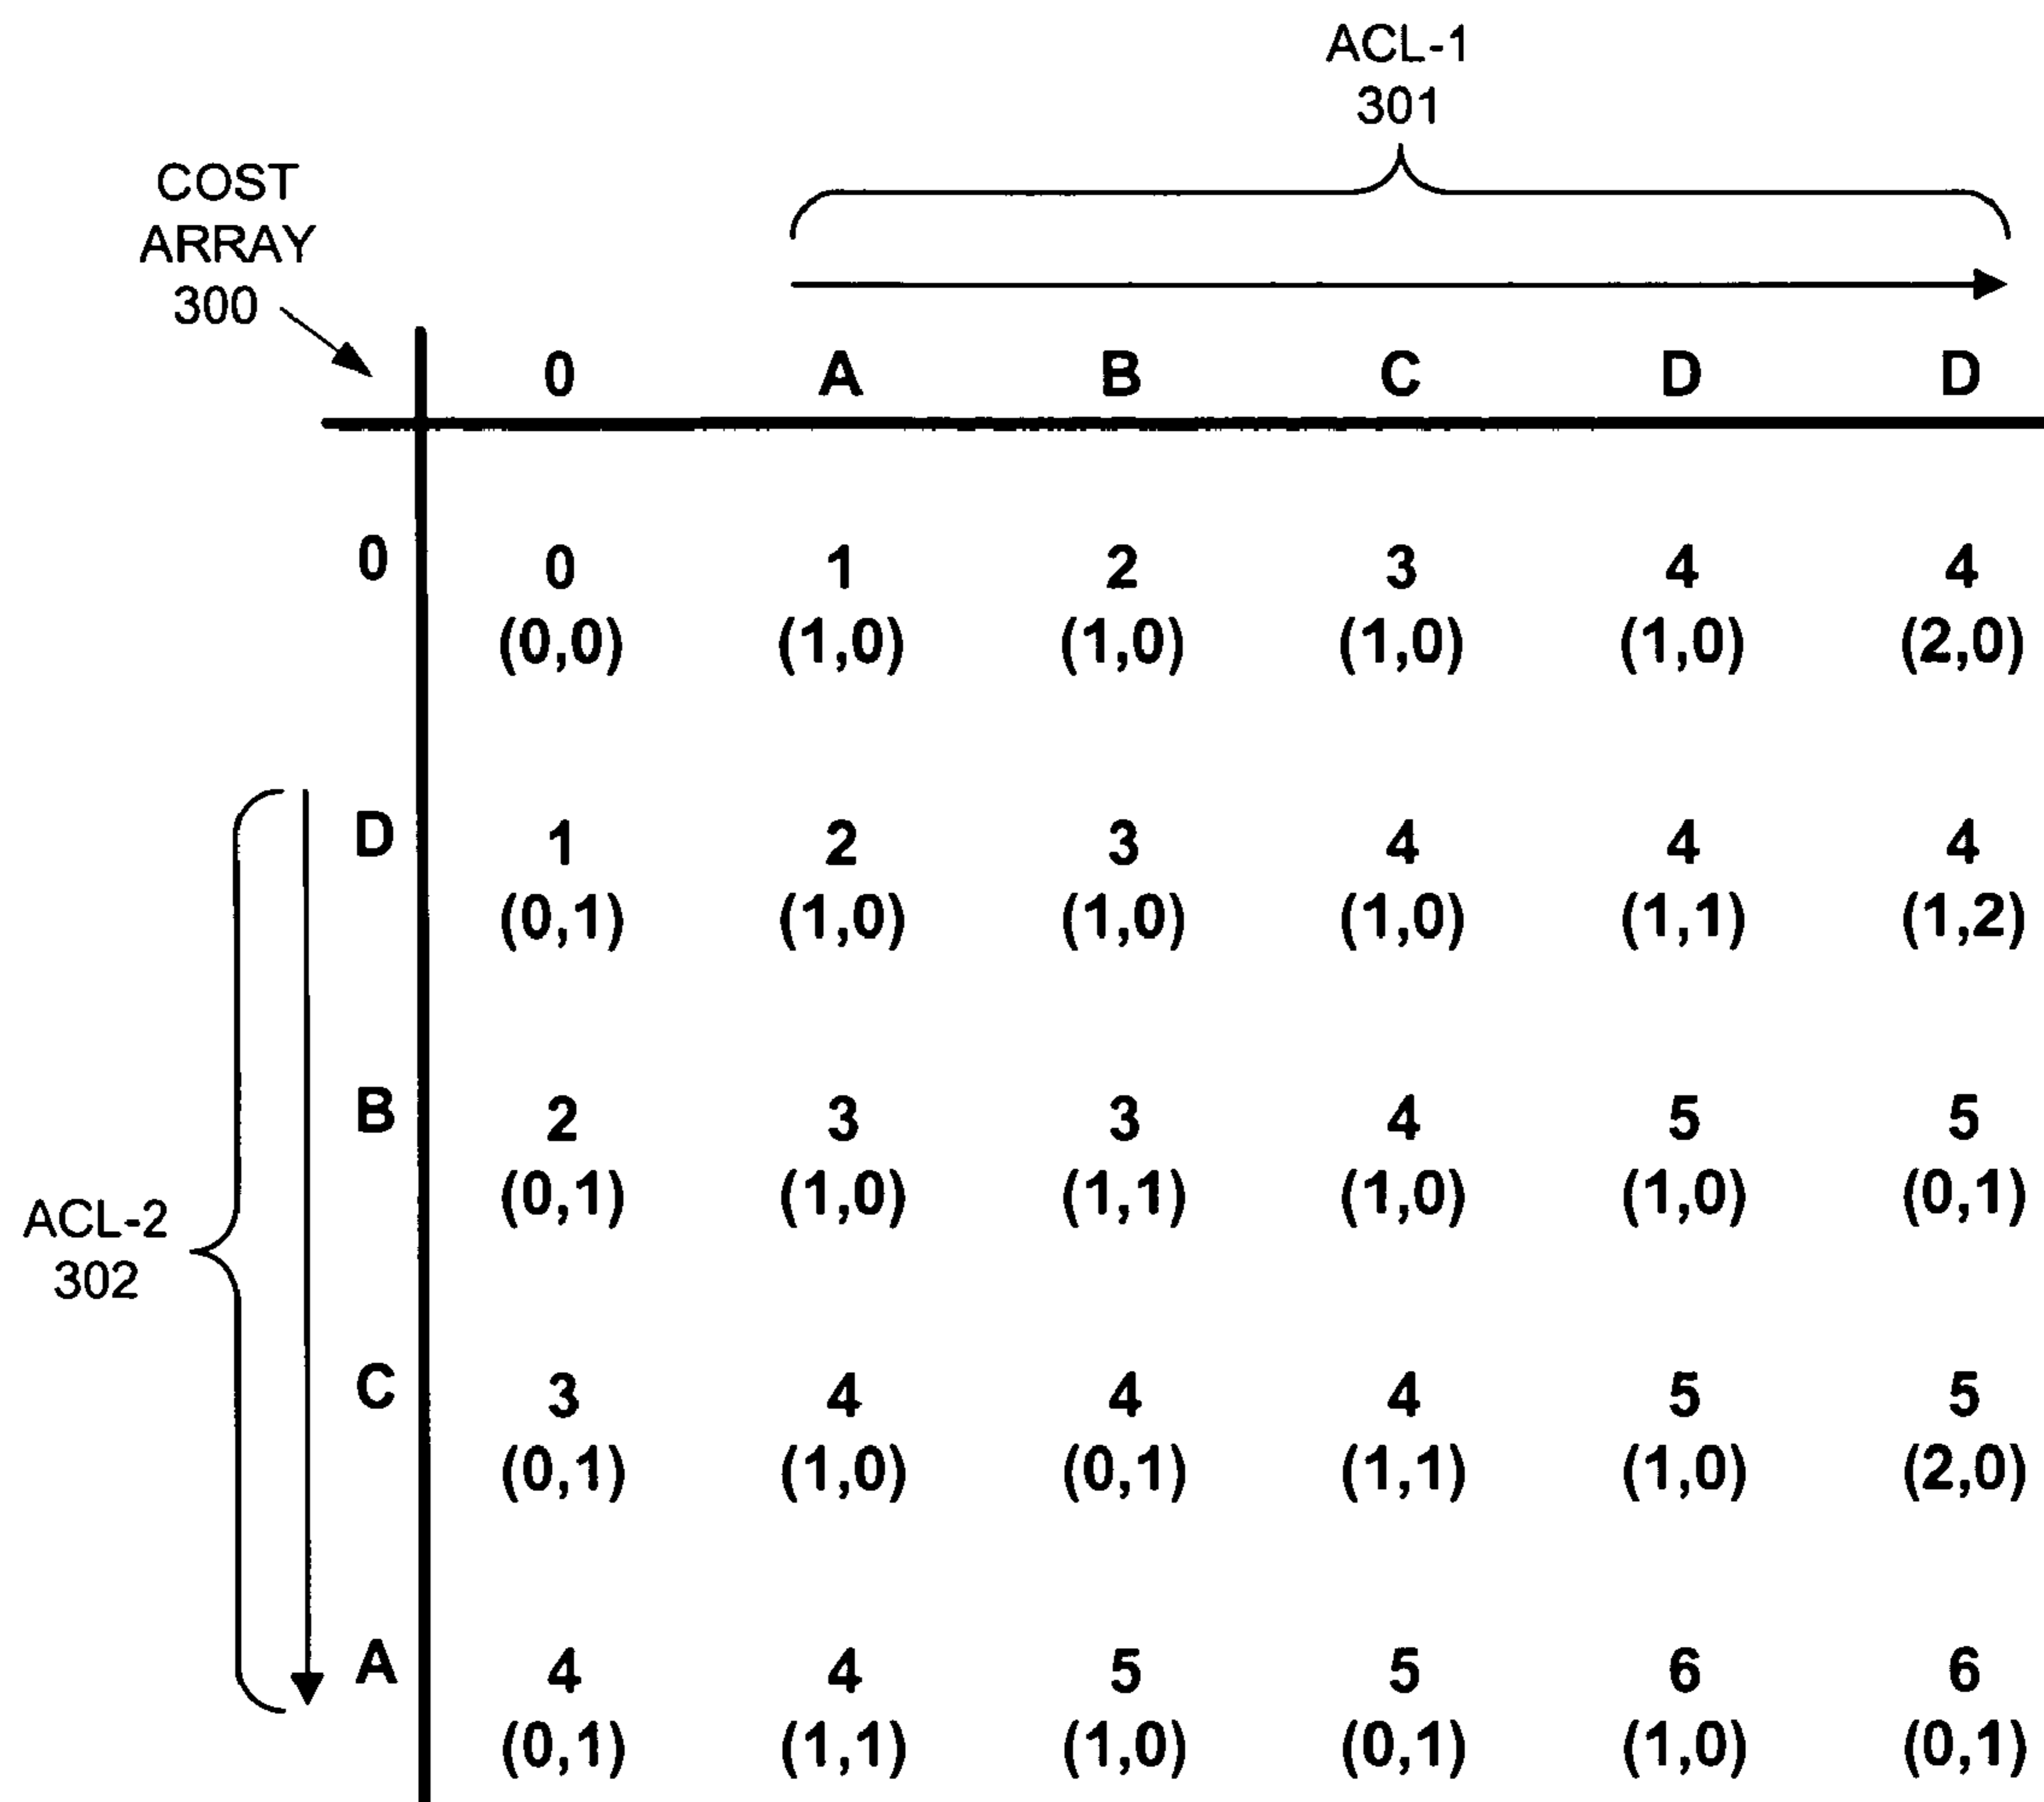 ACL-1
301
COST
ARRAY
300
0 A B C D D
0 0 1 2 3 4 4
(0,0) (1,0) (1,0) (1,0) (1,0) (2,0)
D 1 2 3 4 4 4
(0,1) (1,0) (1,0) (1,0) (1,1) (1,2)
B 2 3 3 4 5 5
(0,1) (1,0) (1,1) (1,0) (1,0) (0,1)
ACL-2
302
C 3 4 4 4 5 5
(0,1) (1,0) (0,1) (1,1) (1,0) (2,0)
A 4 4 5 5 6 6
(0,1) (1,1) (1,0) (0,1) (1,0) (0,1)